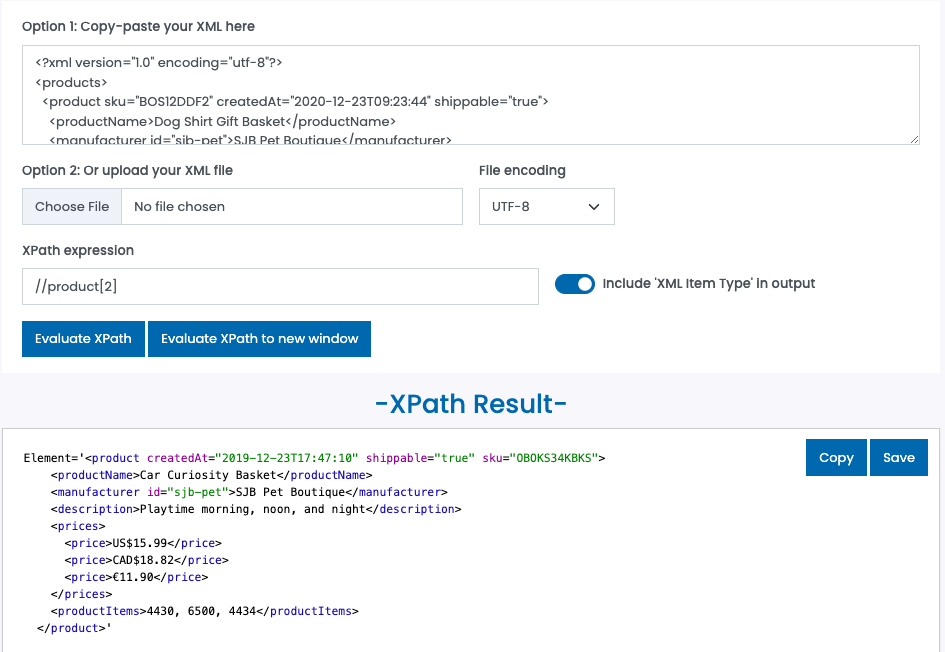 Option 1: Copy-paste your XML here
<?xml version="1.0" encoding="utf-8"?>
<products>
<product sku="BOS12DDF2" createdAt="2020-12-23T09:23:44" shippable="true">
<productName>Dog Shirt Gift Basket</productName>
<manufacturer id="sjb-pet">SJB Pet Boutique</manufacturer>
Option 2: Or upload your XML file
File encoding
Choose File No file chosen
UTF-8
XPath expression
//product[2]
Include 'XML Item Type' in output
Evaluate XPath
Evaluate XPath to new window
-XPath Result-
Copy
Save
Element='<product createdAt="2019-12-23T17:47:10" shippable="true" sku="OBOKS34KBKS">
<productName>Car Curiosity Basket</productName>
<manufacturer id="sjb-pet">SJB Pet Boutique</manufacturer>
<description>Playtime morning, noon, and night</description>
<prices>
<price>US$15.99</price>
<price>CAD$18.82</price>
<price>€11.90</price>
</prices>
<productItems>4430, 6500, 4434</productItems>
</product>'